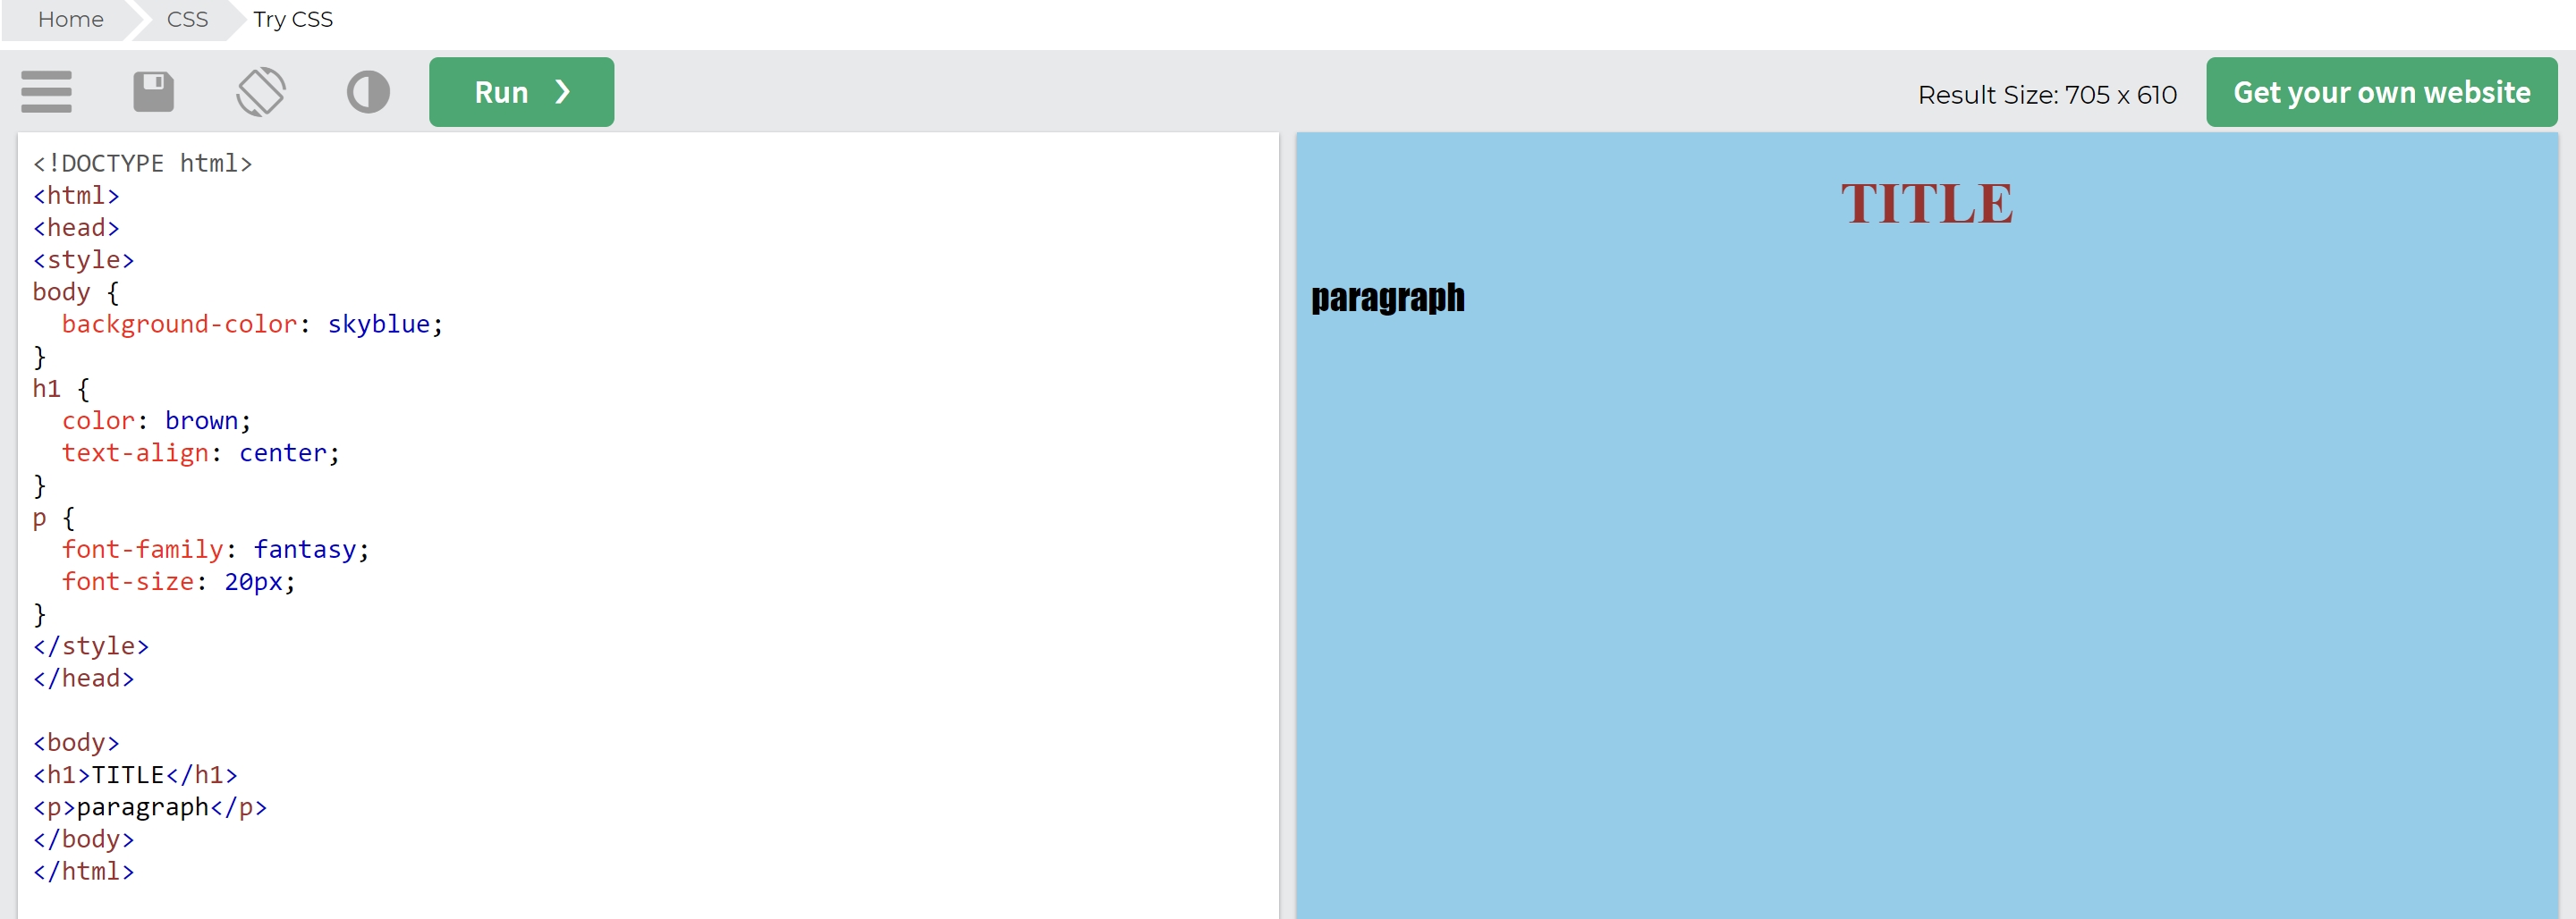 Home CSS Try CSS
Run ❯ Result Size: 705 x 610 Get your own website
<!DOCTYPE html>
<html>
<head>
<style>
body {
  background-color: skyblue;
}
h1 {
  color: brown;
  text-align: center;
}
p {
  font-family: fantasy;
  font-size: 20px;
}
</style>
</head>

<body>
<h1>TITLE</h1>
<p>paragraph</p>
</body>
</html>
TITLE
paragraph